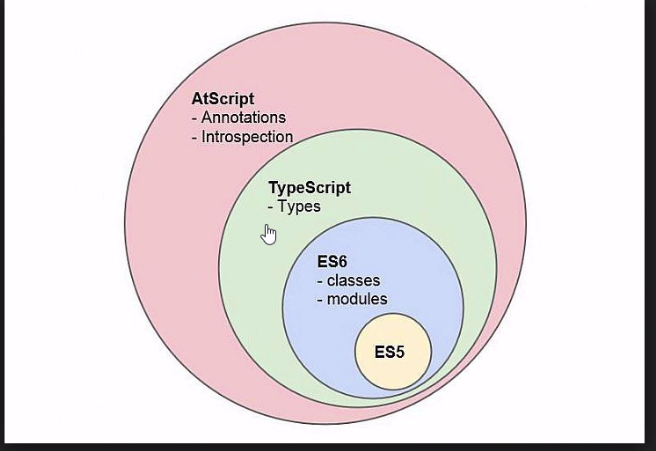 AtScript
- Annotations
- Introspection
TypeScript
- Types
ES6
- classes
- modules
ES5